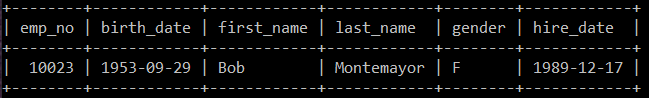 +--------+------------+------------+------------+--------+------------+
| emp_no | birth_date | first_name | last_name  | gender | hire_date  |
+--------+------------+------------+------------+--------+------------+
|  10023 | 1953-09-29 | Bob        | Montemayor | F      | 1989-12-17 |
+--------+------------+------------+------------+--------+------------+